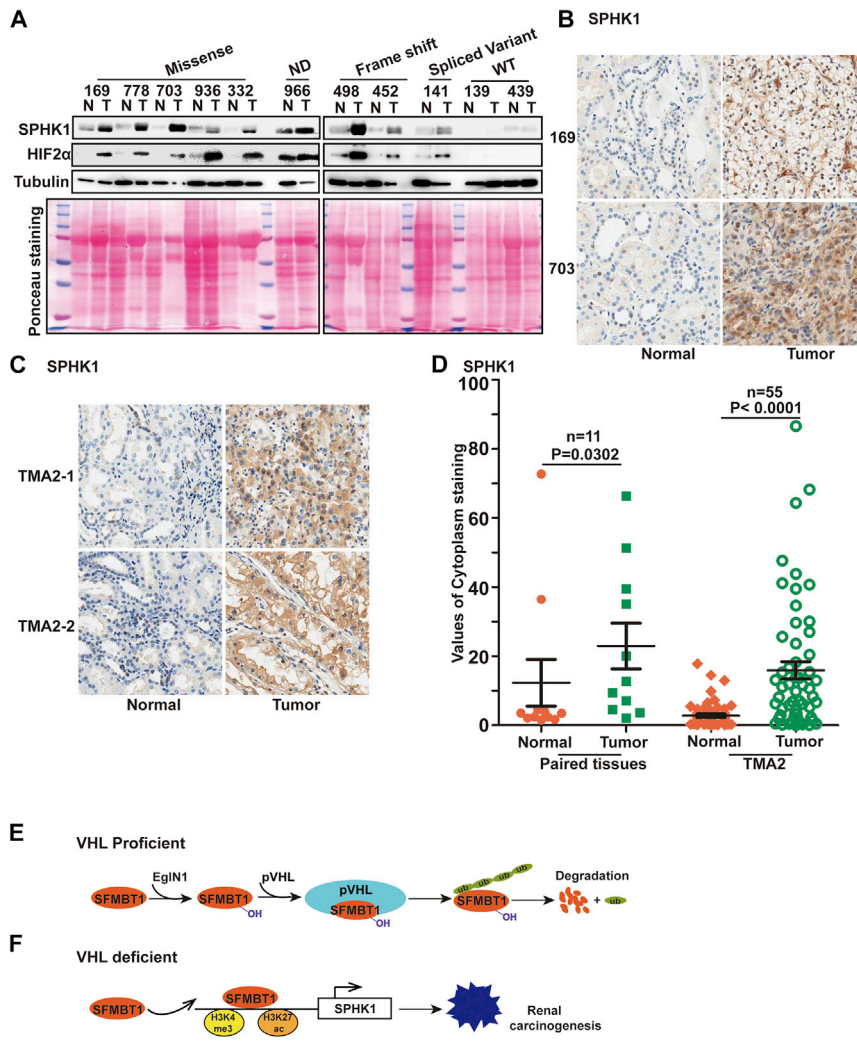 A
Missense
ND
Frame shift
Spliced Variant
WT
169 778 703 936 332 966 498 452 141 139 439
N T N T N T N T N T N T N T N T N T N T N T
SPHK1
HIF2α
Tubulin
Ponceau staining
B SPHK1
169
703
Normal Tumor
C SPHK1
TMA2-1
TMA2-2
Normal Tumor
D SPHK1
Values of Cytoplasm staining
100
80
60
40
20
0
n=11
P=0.0302
n=55
P< 0.0001
Normal Tumor Normal Tumor
Paired tissues TMA2
E VHL Proficient
EglN1 pVHL
SFMBT1 SFMBT1 OH
pVHL SFMBT1 OH
ub ub ub ub
SFMBT1 OH
Degradation
+ ub
F VHL deficient
SFMBT1 SFMBT1
H3K4 me3
H3K27 ac
SPHK1
Renal
carcinogenesis